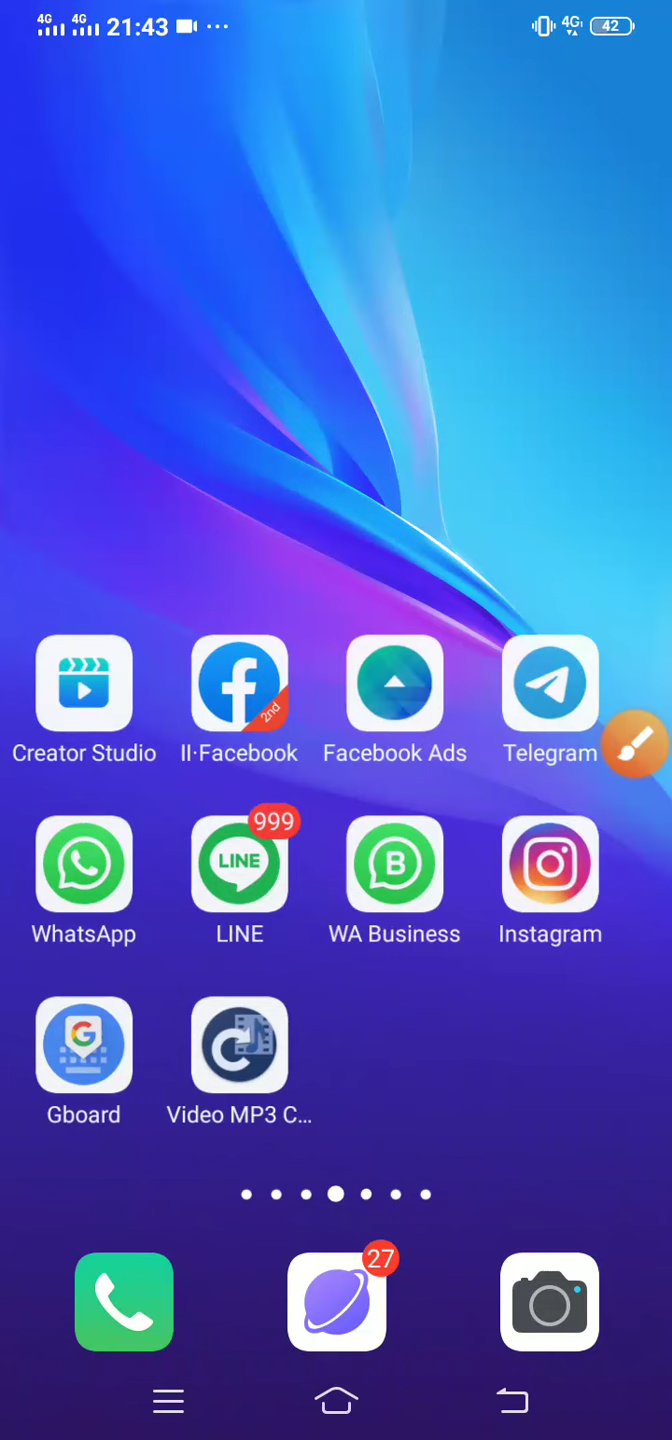 4G 4G 21:43 4G 42
Creator Studio II·Facebook Facebook Ads Telegram
2nd
999
LINE
WhatsApp LINE WA Business Instagram
Gboard Video MP3 C...
27